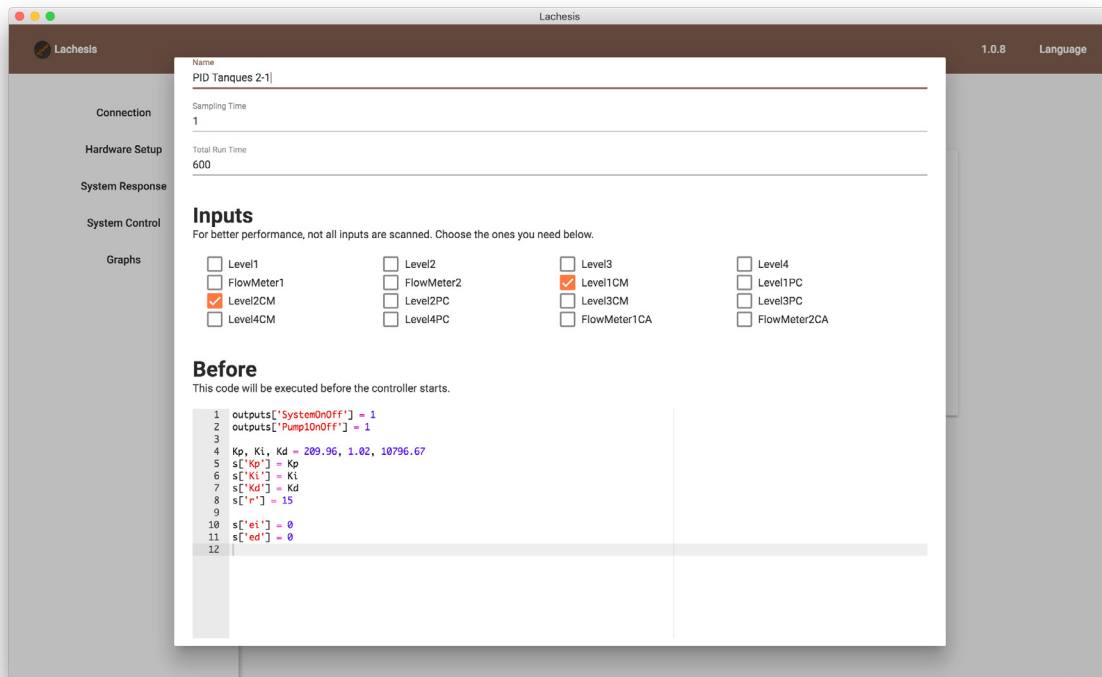 Lachesis
Lachesis
1.0.8 Language
Connection
Hardware Setup
System Response
System Control
Graphs
Name
PID Tanques 2-1
Sampling Time
1
Total Run Time
600
Inputs
For better performance, not all inputs are scanned. Choose the ones you need below.
Level1 Level2 Level3 Level4
FlowMeter1 FlowMeter2 Level1CM Level1PC
Level2CM Level2PC Level3CM Level3PC
Level4CM Level4PC FlowMeter1CA FlowMeter2CA
Before
This code will be executed before the controller starts.
1 outputs['SystemOnOff'] = 1
2 outputs['Pump1OnOff'] = 1
3
4 Kp, Ki, Kd = 209.96, 1.02, 10796.67
5 s['Kp'] = Kp
6 s['Ki'] = Ki
7 s['Kd'] = Kd
8 s['r'] = 15
9
10 s['ei'] = 0
11 s['ed'] = 0
12